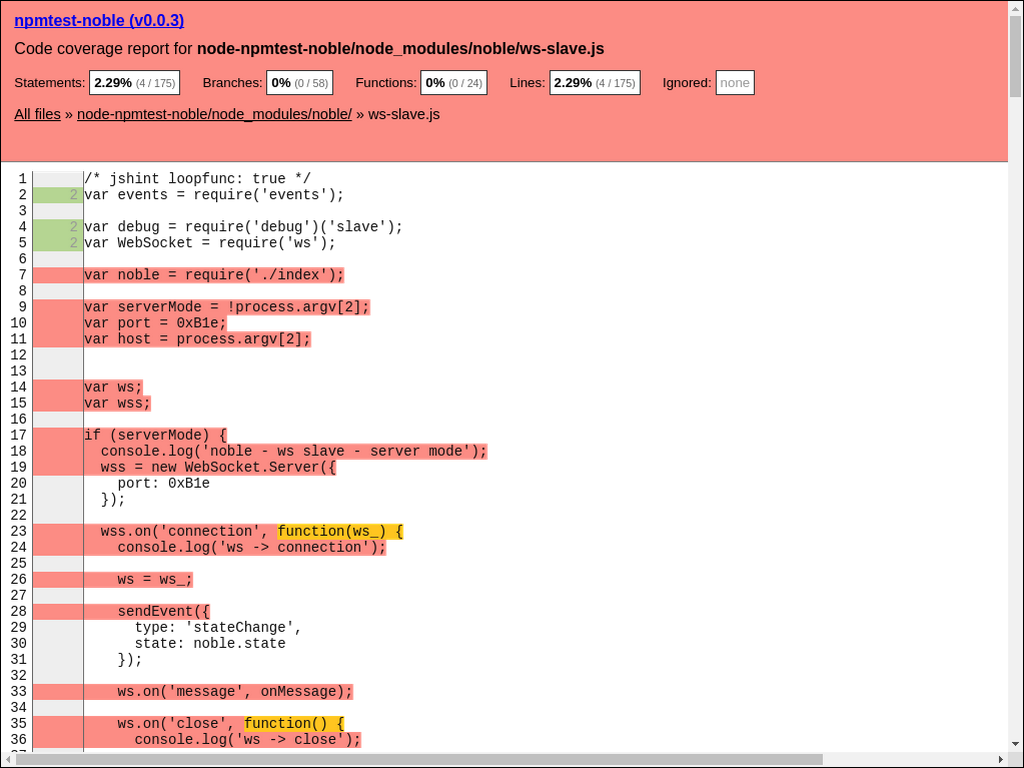 npmtest-noble (v0.0.3)
Code coverage report for node-npmtest-noble/node_modules/noble/ws-slave.js
Statements: 2.29% (4 / 175) Branches: 0% (0 / 58) Functions: 0% (0 / 24) Lines: 2.29% (4 / 175) Ignored: none
All files » node-npmtest-noble/node_modules/noble/ » ws-slave.js
1 /* jshint loopfunc: true */
2 2 var events = require('events');
3
4 2 var debug = require('debug')('slave');
5 2 var WebSocket = require('ws');
6
7 var noble = require('./index');
8
9 var serverMode = !process.argv[2];
10 var port = 0xB1e;
11 var host = process.argv[2];
12
13
14 var ws;
15 var wss;
16
17 if (serverMode) {
18   console.log('noble - ws slave - server mode');
19   wss = new WebSocket.Server({
20     port: 0xB1e
21   });
22
23   wss.on('connection', function(ws_) {
24     console.log('ws -> connection');
25
26     ws = ws_;
27
28     sendEvent({
29       type: 'stateChange',
30       state: noble.state
31     });
32
33     ws.on('message', onMessage);
34
35     ws.on('close', function() {
36       console.log('ws -> close');